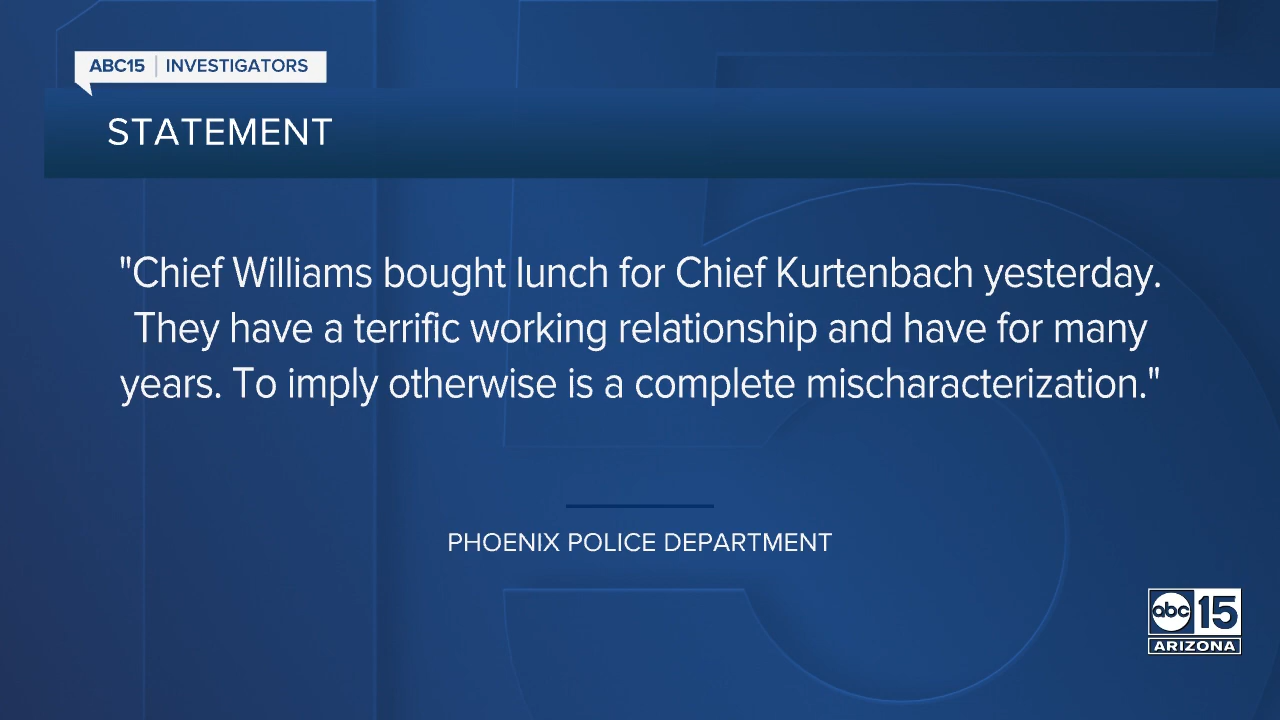 ABC15 | INVESTIGATORS
STATEMENT
"Chief Williams bought lunch for Chief Kurtenbach yesterday.
They have a terrific working relationship and have for many
years. To imply otherwise is a complete mischaracterization."
PHOENIX POLICE DEPARTMENT
abc 15
ARIZONA